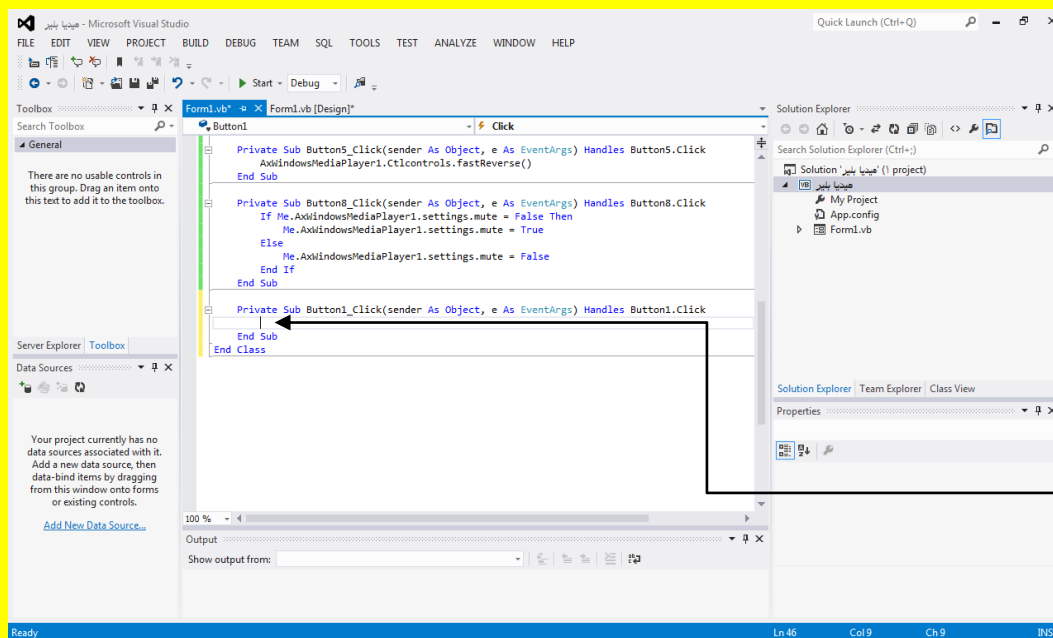 ميديا بلير - Microsoft Visual Studio
Quick Launch (Ctrl+Q)
FILE EDIT VIEW PROJECT BUILD DEBUG TEAM SQL TOOLS TEST ANALYZE WINDOW HELP
Start Debug
Toolbox
Search Toolbox
General
There are no usable controls in
this group. Drag an item onto
this text to add it to the toolbox.
Server Explorer Toolbox
Data Sources
Your project currently has no
data sources associated with it.
Add a new data source, then
data-bind items by dragging
from this window onto forms
or existing controls.
Add New Data Source...
Form1.vb* Form1.vb [Design]*
Button1 Click
Private Sub Button5_Click(sender As Object, e As EventArgs) Handles Button5.Click
AxWindowsMediaPlayer1.Ctlcontrols.fastReverse()
End Sub
Private Sub Button8_Click(sender As Object, e As EventArgs) Handles Button8.Click
If Me.AxWindowsMediaPlayer1.settings.mute = False Then
Me.AxWindowsMediaPlayer1.settings.mute = True
Else
Me.AxWindowsMediaPlayer1.settings.mute = False
End If
End Sub
Private Sub Button1_Click(sender As Object, e As EventArgs) Handles Button1.Click
End Sub
End Class
100 %
Output
Show output from:
Solution Explorer
Search Solution Explorer (Ctrl+;)
Solution 'ميديا بلير' (1 project)
VB ميديا بلير
My Project
App.config
Form1.vb
Solution Explorer Team Explorer Class View
Properties
Ready Ln 46 Col 9 Ch 9 INS